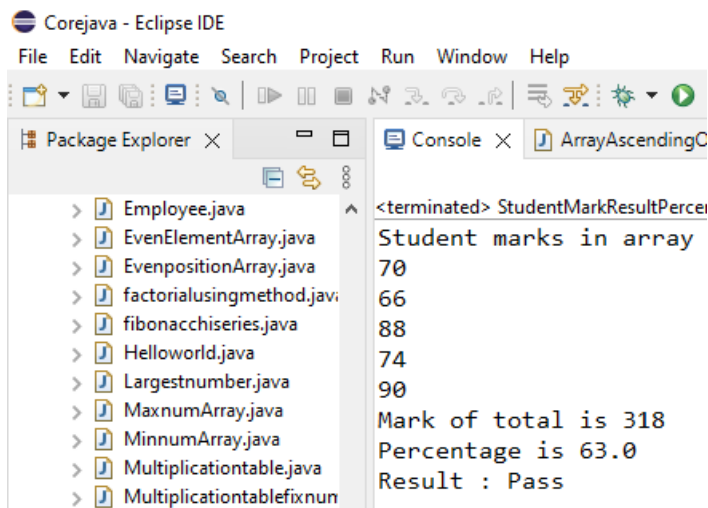 Corejava - Eclipse IDE
File Edit Navigate Search Project Run Window Help
Package Explorer
Employee.java
EvenElementArray.java
EvenpositionArray.java
factorialusingmethod.java
fibonacchiseries.java
Helloworld.java
Largestnumber.java
MaxnumArray.java
MinnumArray.java
Multiplicationtable.java
Multiplicationtablefixnum
Console ArrayAscendingO
<terminated> StudentMarkResultPercer
Student marks in array
70
66
88
74
90
Mark of total is 318
Percentage is 63.0
Result : Pass